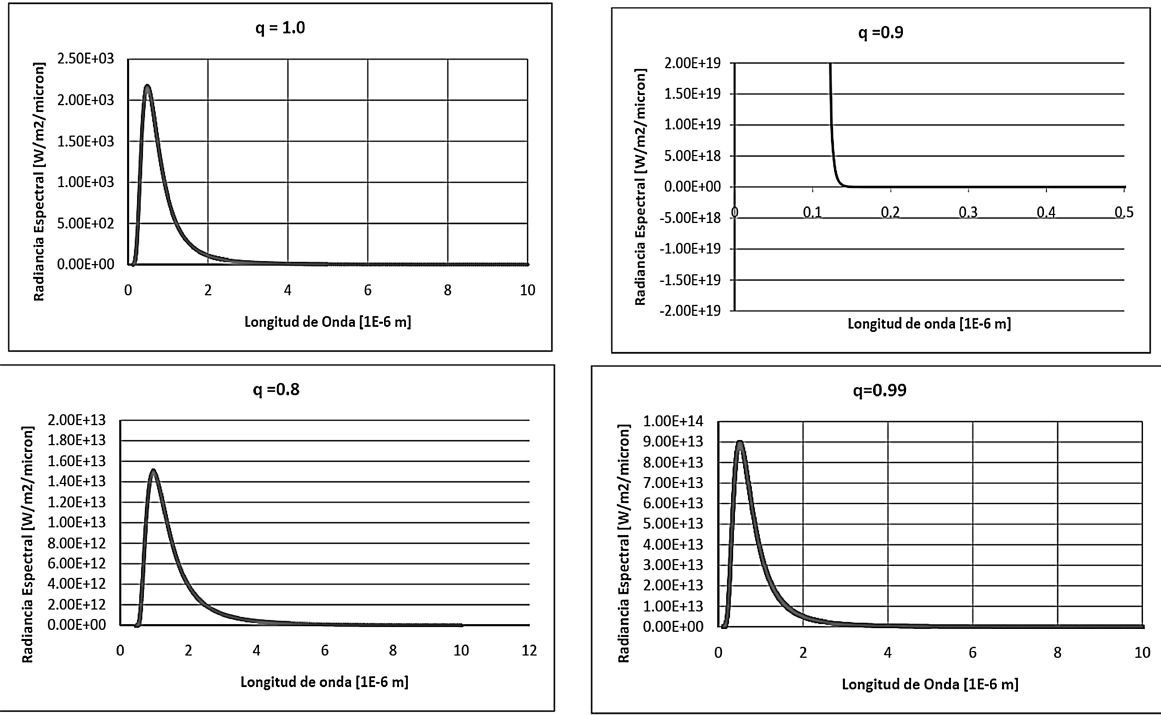 q = 1.0
Radiancia Espectral [W/m2/micron]
2.50E+03
2.00E+03
1.50E+03
1.00E+03
5.00E+02
0.00E+00
0 2 4 6 8 10
Longitud de Onda [1E-6 m]
q =0.9
Radiancia Espectral [W/m2/micron]
2.00E+19
1.50E+19
1.00E+19
5.00E+18
0.00E+00
-5.00E+18
-1.00E+19
-1.50E+19
-2.00E+19
0 0,1 0,2 0,3 0,4 0,5
Longitud de onda [1E-6 m]
q =0.8
Radiancia Espectral [W/m2/micron]
2.00E+13
1.80E+13
1.60E+13
1.40E+13
1.20E+13
1.00E+13
8.00E+12
6.00E+12
4.00E+12
2.00E+12
0.00E+00
0 2 4 6 8 10 12
Longitud de onda [1E-6 m]
q=0.99
Radiancia Espectral [W/m2/micron]
1.00E+14
9.00E+13
8.00E+13
7.00E+13
6.00E+13
5.00E+13
4.00E+13
3.00E+13
2.00E+13
1.00E+13
0.00E+00
0 2 4 6 8 10
Longitud de Onda [1E-6 m]